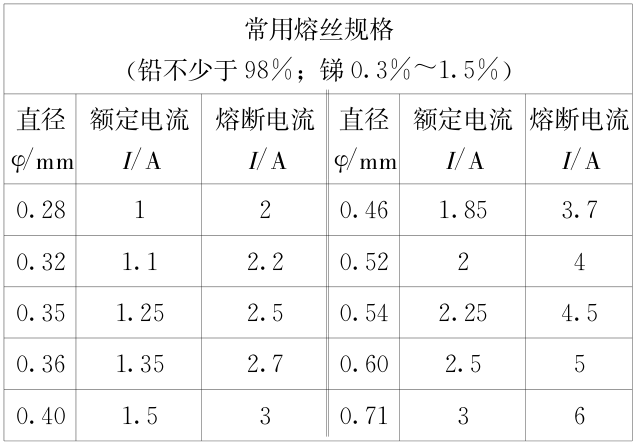 常用熔丝规格
（铅不少于98%；锑0.3%～1.5%）
直径 额定电流 熔断电流 直径 额定电流 熔断电流
φ/mm I/A I/A φ/mm I/A I/A
0.28 1 2 0.46 1.85 3.7
0.32 1.1 2.2 0.52 2 4
0.35 1.25 2.5 0.54 2.25 4.5
0.36 1.35 2.7 0.60 2.5 5
0.40 1.5 3 0.71 3 6